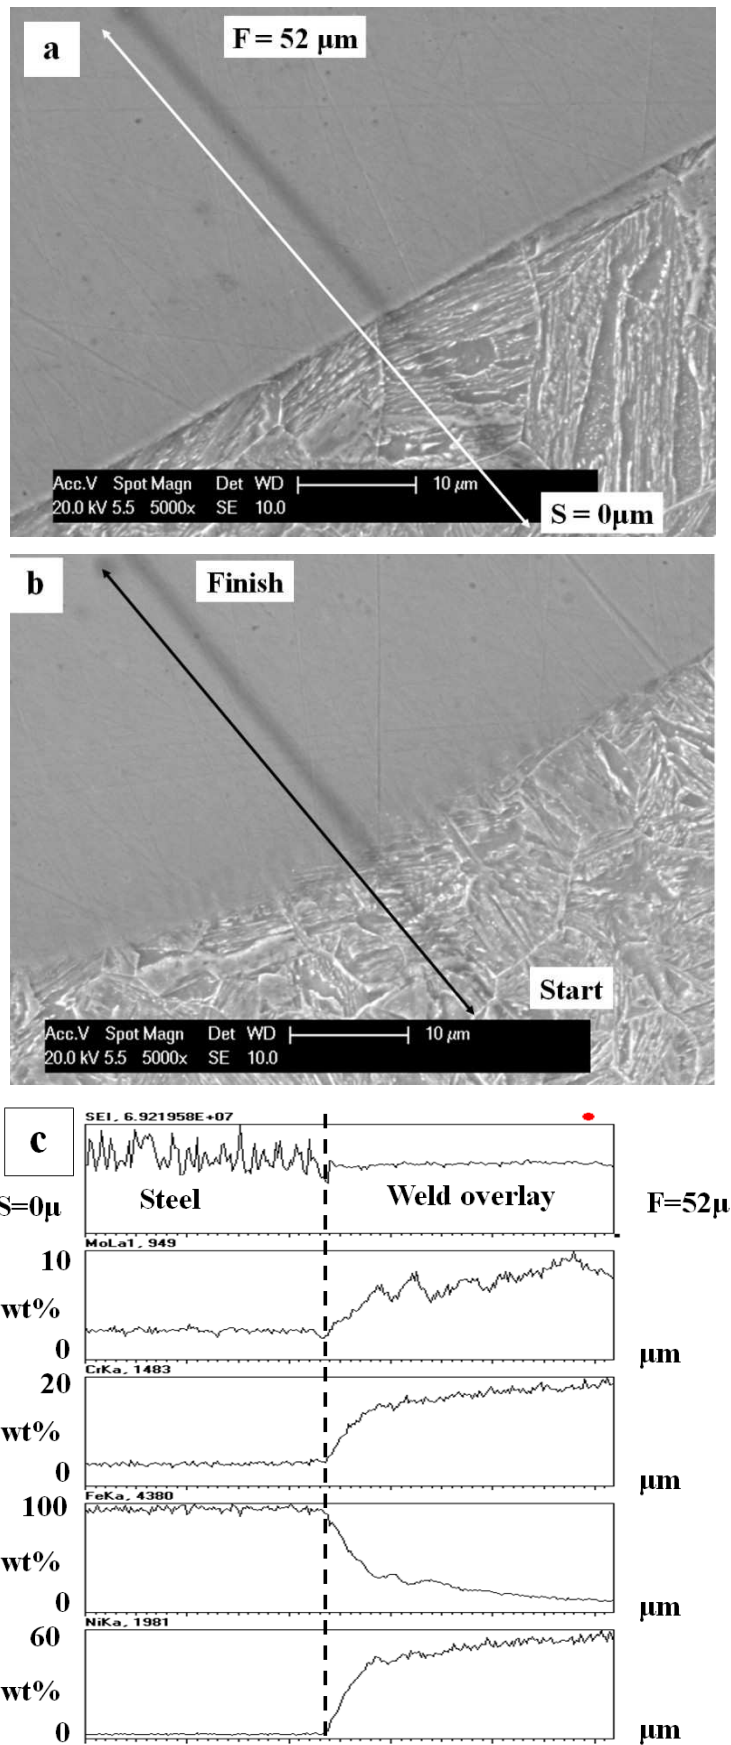 a
F = 52 µm
Acc.V Spot Magn Det WD 10 µm
20.0 kV 5.5 5000x SE 10.0
S = 0µm
b
Finish
Start
Acc.V Spot Magn Det WD 10 µm
20.0 kV 5.5 5000x SE 10.0
c
SEI, 6.921958E+07
S=0µ
Steel
Weld overlay
F=52µ
MoLa1, 949
10
wt%
0
µm
CrKa, 1483
20
wt%
0
µm
FeKa, 4380
100
wt%
0
µm
NiKa, 1981
60
wt%
0
µm